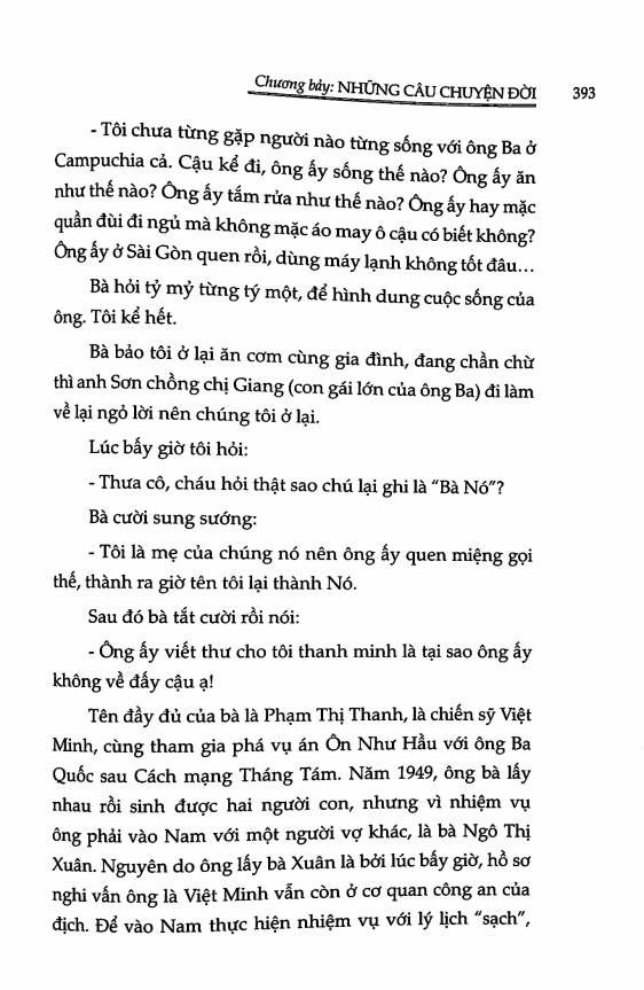 Chương bảy: NHỮNG CÂU CHUYỆN ĐỜI 393
- Tôi chưa từng gặp người nào từng sống với ông Ba ở
Campuchia cả. Cậu kể đi, ông ấy sống thế nào? Ông ấy ăn
như thế nào? Ông ấy tắm rửa như thế nào? Ông ấy hay mặc
quần đùi đi ngủ mà không mặc áo may ô cậu có biết không?
Ông ấy ở Sài Gòn quen rồi, dùng máy lạnh không tốt đâu...
Bà hỏi tỷ mỷ từng tý một, để hình dung cuộc sống của
ông. Tôi kể hết.
Bà bảo tôi ở lại ăn cơm cùng gia đình, đang chần chừ
thì anh Sơn chồng chị Giang (con gái lớn của ông Ba) đi làm
về lại ngỏ lời nên chúng tôi ở lại.
Lúc bấy giờ tôi hỏi:
- Thưa cô, cháu hỏi thật sao chú lại ghi là "Bà Nó"?
Bà cười sung sướng:
- Tôi là mẹ của chúng nó nên ông ấy quen miệng gọi
thế, thành ra giờ tên tôi lại thành Nó.
Sau đó bà tắt cười rồi nói:
- Ông ấy viết thư cho tôi thanh minh là tại sao ông ấy
không về đấy cậu ạ!
Tên đầy đủ của bà là Phạm Thị Thanh, là chiến sỹ Việt
Minh, cùng tham gia phá vụ án Ôn Như Hầu với ông Ba
Quốc sau Cách mạng Tháng Tám. Năm 1949, ông bà lấy
nhau rồi sinh được hai người con, nhưng vì nhiệm vụ
ông phải vào Nam với một người vợ khác, là bà Ngô Thị
Xuân. Nguyên do ông lấy bà Xuân là bởi lúc bấy giờ, hồ sơ
nghi vấn ông là Việt Minh vẫn còn ở cơ quan công an của
địch. Để vào Nam thực hiện nhiệm vụ với lý lịch "sạch",